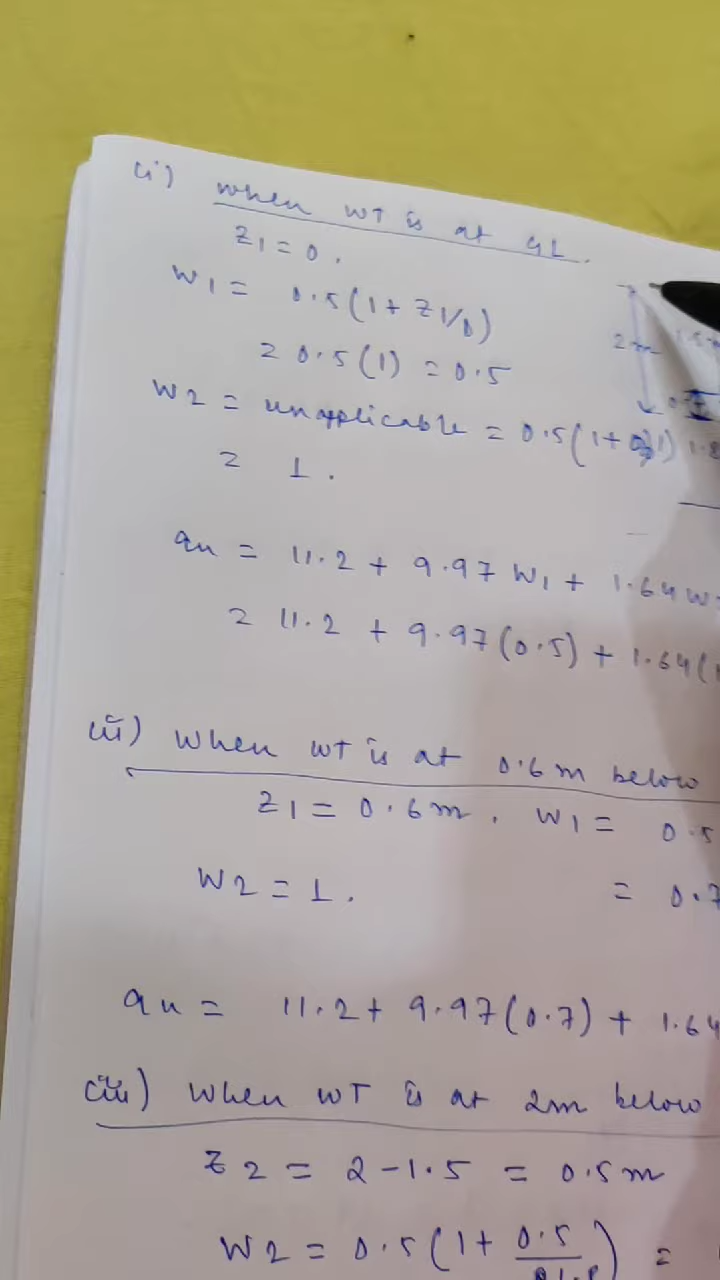 (i) When WT is at GL.
Z1 = 0.
W1 = 0.5(1 + Z1/D)
= 0.5(1) = 0.5
2m 1.5m
W2 = unapplicable = 0.5(1+
= 1.
qu = 11.2 + 9.97 W1 + 1.64 W2
= 11.2 + 9.97(0.5) + 1.64(
(ii) When WT is at 0.6m below
Z1 = 0.6m. W1 = 0.5
W2 = 1. = 0.7
qu = 11.2 + 9.97(0.7) + 1.64
(iii) When WT is at 2m below
Z2 = 2-1.5 = 0.5m
W2 = 0.5(1 + 0.5/ ) =